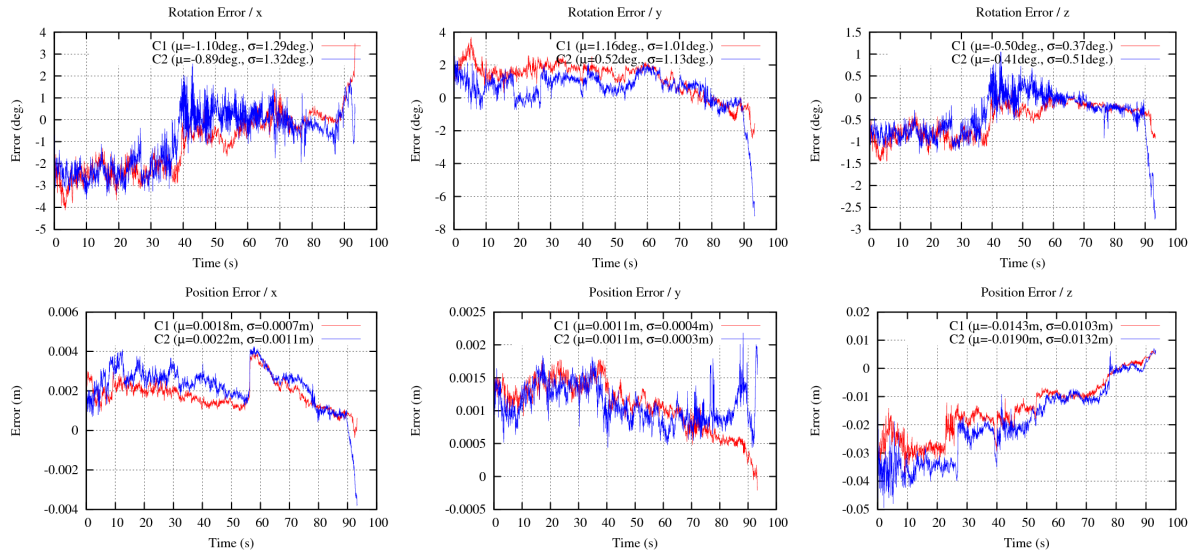 Rotation Error / x
C1 (μ=-1.10deg., σ=1.29deg.)
C2 (μ=-0.89deg., σ=1.32deg.)
Error (deg.)
4
3
2
1
0
-1
-2
-3
-4
-5
0 10 20 30 40 50 60 70 80 90 100
Time (s)
Rotation Error / y
C1 (μ=1.16deg., σ=1.01deg.)
C2 (μ=0.52deg., σ=1.13deg.)
Error (deg.)
4
2
0
-2
-4
-6
-8
0 10 20 30 40 50 60 70 80 90 100
Time (s)
Rotation Error / z
C1 (μ=-0.50deg., σ=0.37deg.)
C2 (μ=-0.41deg., σ=0.51deg.)
Error (deg.)
1.5
1
0.5
0
-0.5
-1
-1.5
-2
-2.5
-3
0 10 20 30 40 50 60 70 80 90 100
Time (s)
Position Error / x
C1 (μ=0.0018m, σ=0.0007m)
C2 (μ=0.0022m, σ=0.0011m)
Error (m)
0.006
0.004
0.002
0
-0.002
-0.004
0 10 20 30 40 50 60 70 80 90 100
Time (s)
Position Error / y
C1 (μ=0.0011m, σ=0.0004m)
C2 (μ=0.0011m, σ=0.0003m)
Error (m)
0.0025
0.002
0.0015
0.001
0.0005
0
-0.0005
0 10 20 30 40 50 60 70 80 90 100
Time (s)
Position Error / z
C1 (μ=-0.0143m, σ=0.0103m)
C2 (μ=-0.0190m, σ=0.0132m)
Error (m)
0.02
0.01
0
-0.01
-0.02
-0.03
-0.04
-0.05
0 10 20 30 40 50 60 70 80 90 100
Time (s)